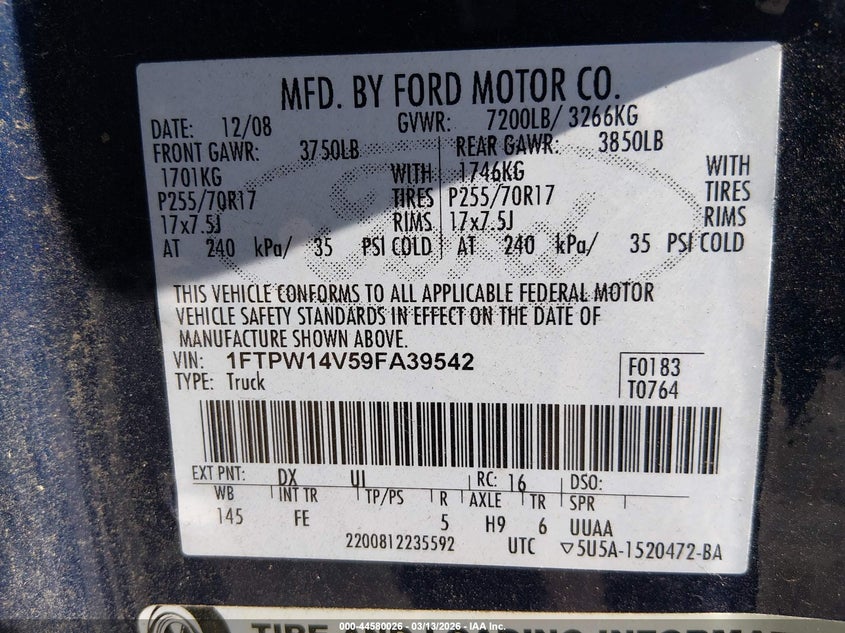 MFD. BY FORD MOTOR CO.
DATE: 12/08 GVWR: 7200LB/ 3266KG
FRONT GAWR: 3750LB REAR GAWR: 3850LB
1701KG WITH 1746KG WITH
P255/70R17 TIRES P255/70R17 TIRES
17x7.5J RIMS 17x7.5J RIMS
AT 240 kPa/ 35 PSI COLD AT 240 kPa/ 35 PSI COLD
THIS VEHICLE CONFORMS TO ALL APPLICABLE FEDERAL MOTOR
VEHICLE SAFETY STANDARDS IN EFFECT ON THE DATE OF
MANUFACTURE SHOWN ABOVE.
VIN: 1FTPW14V59FA39542 F0183
TYPE: Truck T0764
EXT PNT: DX UI RC: 16 DSO:
WB INT TR TP/PS R AXLE TR SPR
145 FE 5 H9 6 UUAA
2200812235592 UTC ▽5U5A-1520472-BA
000-44580026 - 03/13/2026 - IAA Inc.